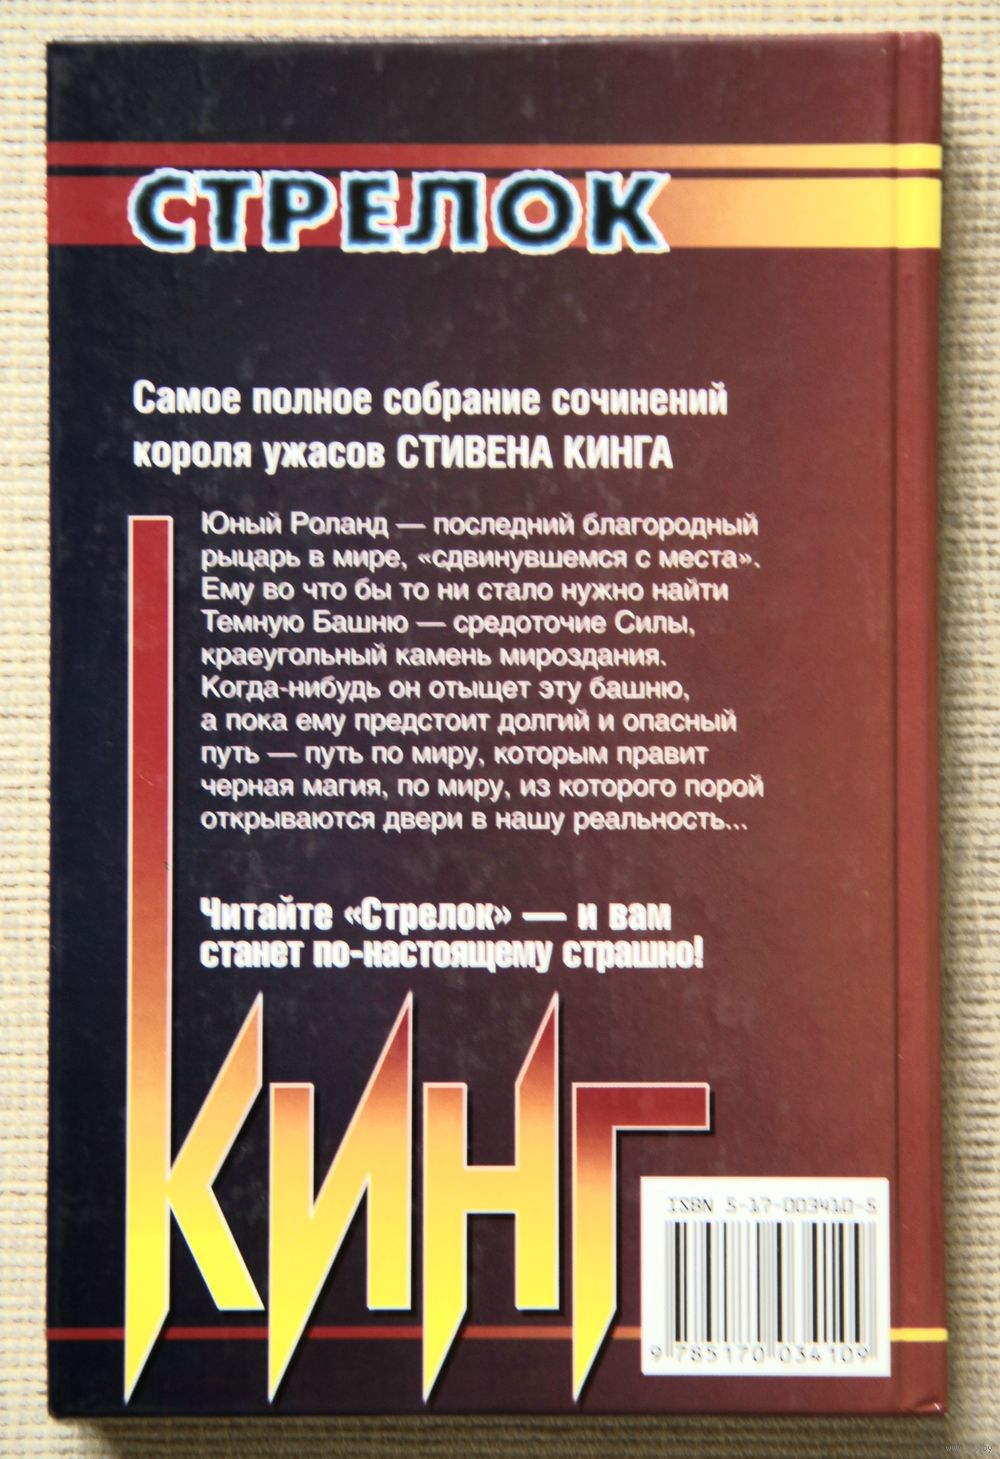 СТРЕЛОК
Самое полное собрание сочинений
короля ужасов СТИВЕНА КИНГА
Юный Роланд — последний благородный
рыцарь в мире, «сдвинувшемся с места».
Ему во что бы то ни стало нужно найти
Темную Башню — средоточие Силы,
краеугольный камень мироздания.
Когда-нибудь он отыщет эту башню,
а пока ему предстоит долгий и опасный
путь — путь по миру, которым правит
черная магия, по миру, из которого порой
открываются двери в нашу реальность...
Читайте «Стрелок» — и вам
станет по-настоящему страшно!
КИНГ
ISBN 5-17-003410-5
9 785170 034109